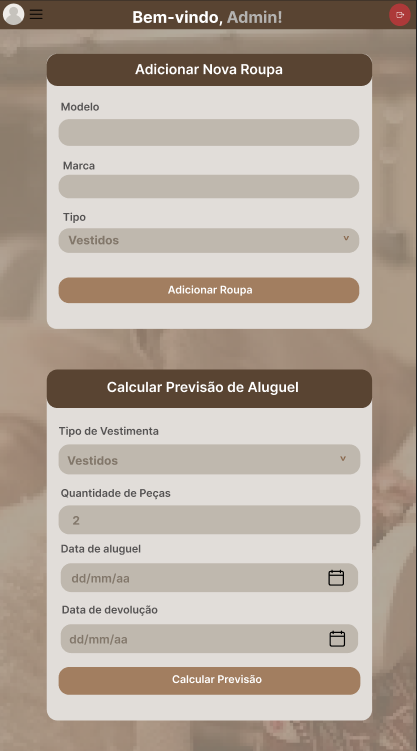 Bem-vindo, Admin!
Adicionar Nova Roupa
Modelo
Marca
Tipo
Vestidos
Adicionar Roupa
Calcular Previsão de Aluguel
Tipo de Vestimenta
Vestidos
Quantidade de Peças
2
Data de aluguel
dd/mm/aa
Data de devolução
dd/mm/aa
Calcular Previsão